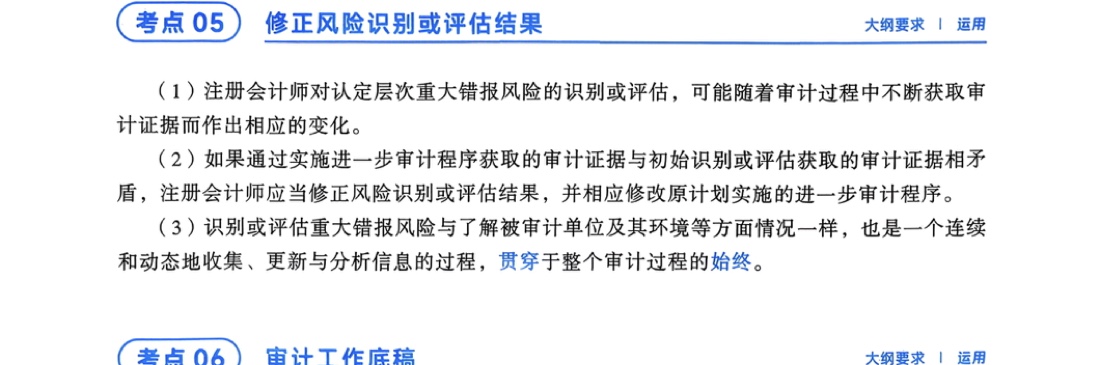 考点 05 修正风险识别或评估结果 大纲要求 | 运用
（1）注册会计师对认定层次重大错报风险的识别或评估，可能随着审计过程中不断获取审
计证据而作出相应的变化。
（2）如果通过实施进一步审计程序获取的审计证据与初始识别或评估获取的审计证据相矛
盾，注册会计师应当修正风险识别或评估结果，并相应修改原计划实施的进一步审计程序。
（3）识别或评估重大错报风险与了解被审计单位及其环境等方面情况一样，也是一个连续
和动态地收集、更新与分析信息的过程，贯穿于整个审计过程的始终。
考点 06 审计工作底稿 大纲要求 | 运用